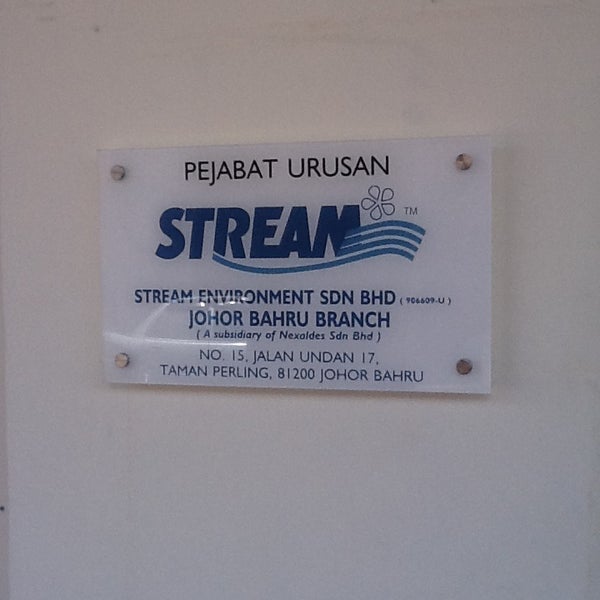 PEJABAT URUSAN
STREAM TM
STREAM ENVIRONMENT SDN BHD ( 906609-U )
JOHOR BAHRU BRANCH
( A subsidiary of Nexaldes Sdn Bhd )
NO. 15, JALAN UNDAN 17,
TAMAN PERLING, 81200 JOHOR BAHRU